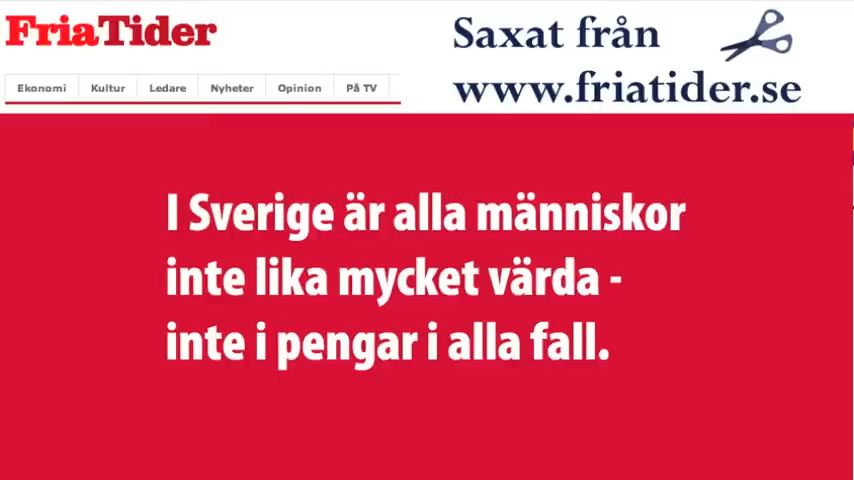 FriaTider
Saxat från
www.friatider.se
Ekonomi Kultur Ledare Nyheter Opinion På TV
I Sverige är alla människor
inte lika mycket värda -
inte i pengar i alla fall.